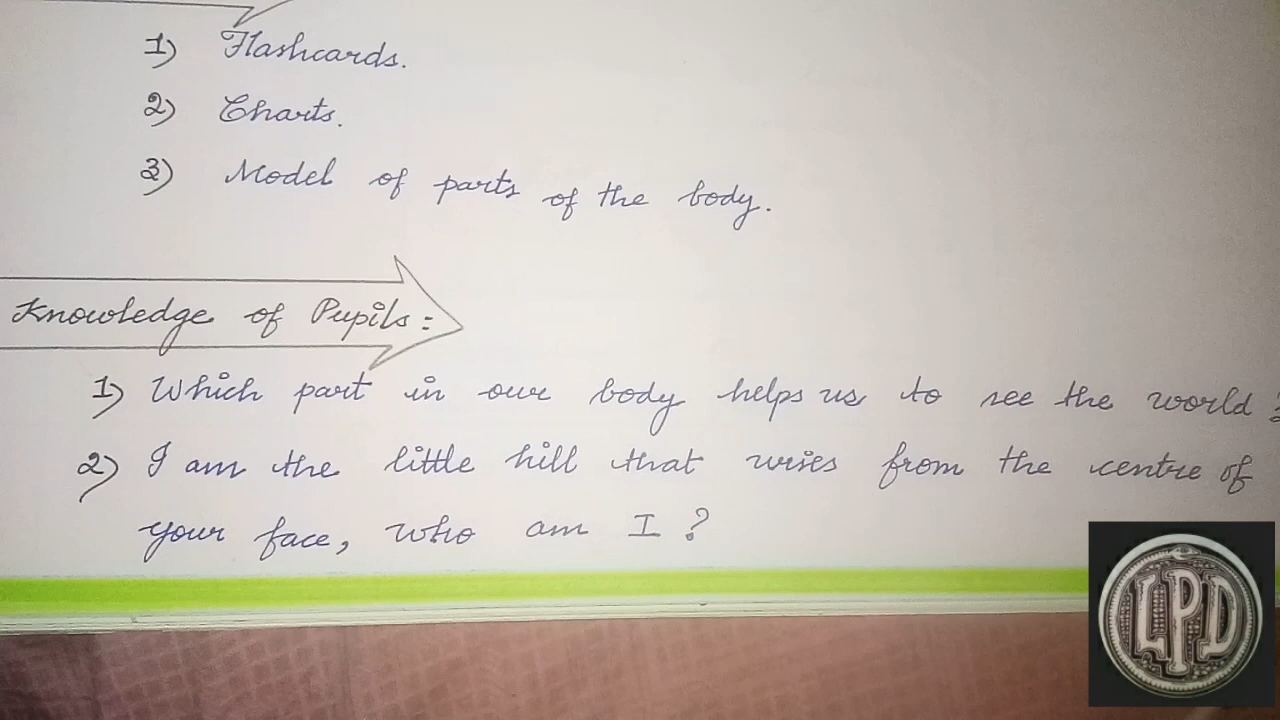 1) Flashcards.
2) Charts.
3) Model of parts of the body.
Knowledge of Pupils:
1) Which part in our body helps us to see the world?
2) I am the little hill that wries from the centre of
your face, who am I?
LPD